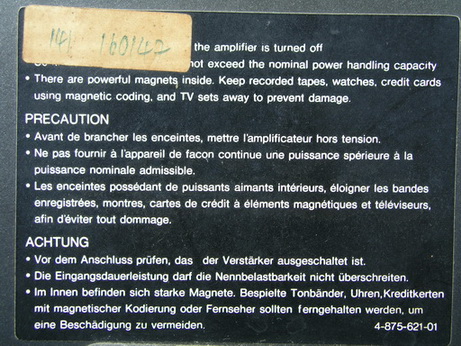 141 160142
the amplifier is turned off
not exceed the nominal power handling capacity
• There are powerful magnets inside. Keep recorded tapes, watches, credit cards
using magnetic coding, and TV sets away to prevent damage.
PRECAUTION
• Avant de brancher les enceintes, mettre l'amplificateur hors tension.
• Ne pas fournir à l'appareil de façon continue une puissance spérieure à la
puissance nominale admissible.
• Les enceintes possédant de puissants aimants intérieurs, éloigner les bandes
enregistrées, montres, cartes de crédit à éléments magnétiques et téléviseurs,
afin d'éviter tout dommage.
ACHTUNG
• Vor dem Anschluss prüfen, das der Verstärker ausgeschaltet ist.
• Die Eingangsdauerleistung darf die Nennbelastbarkeit nicht überschreiten.
• Im Innen befinden sich starke Magnete. Bespielte Tonbänder, Uhren,Kreditkerten
mit magnetischer Kodierung oder Fernseher sollten ferngehalten werden, um
eine Beschädigung zu vermeiden. 4-875-621-01